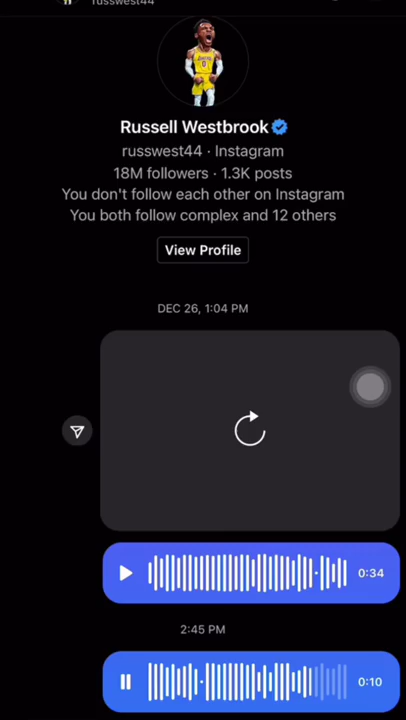 russwest44
Russell Westbrook
russwest44 · Instagram
18M followers · 1.3K posts
You don't follow each other on Instagram
You both follow complex and 12 others
View Profile
DEC 26, 1:04 PM
0:34
2:45 PM
0:10